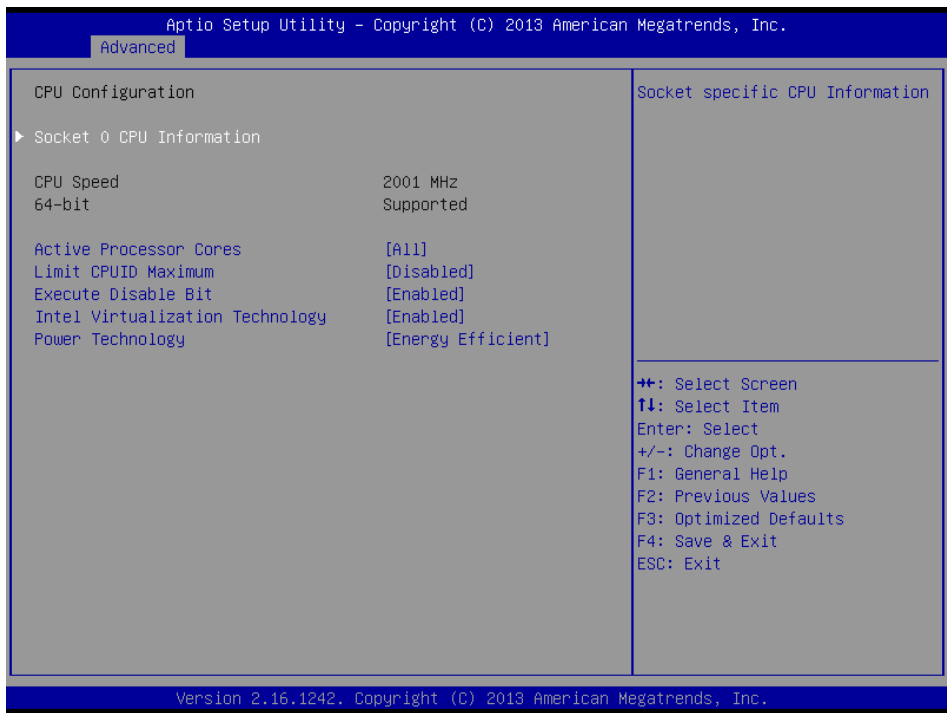 Aptio Setup Utility – Copyright (C) 2013 American Megatrends, Inc.
Advanced
CPU Configuration
Socket 0 CPU Information
CPU Speed 2001 MHz
64-bit Supported
Active Processor Cores [All]
Limit CPUID Maximum [Disabled]
Execute Disable Bit [Enabled]
Intel Virtualization Technology [Enabled]
Power Technology [Energy Efficient]
Socket specific CPU Information
→←: Select Screen
↑↓: Select Item
Enter: Select
+/-: Change Opt.
F1: General Help
F2: Previous Values
F3: Optimized Defaults
F4: Save & Exit
ESC: Exit
Version 2.16.1242. Copyright (C) 2013 American Megatrends, Inc.